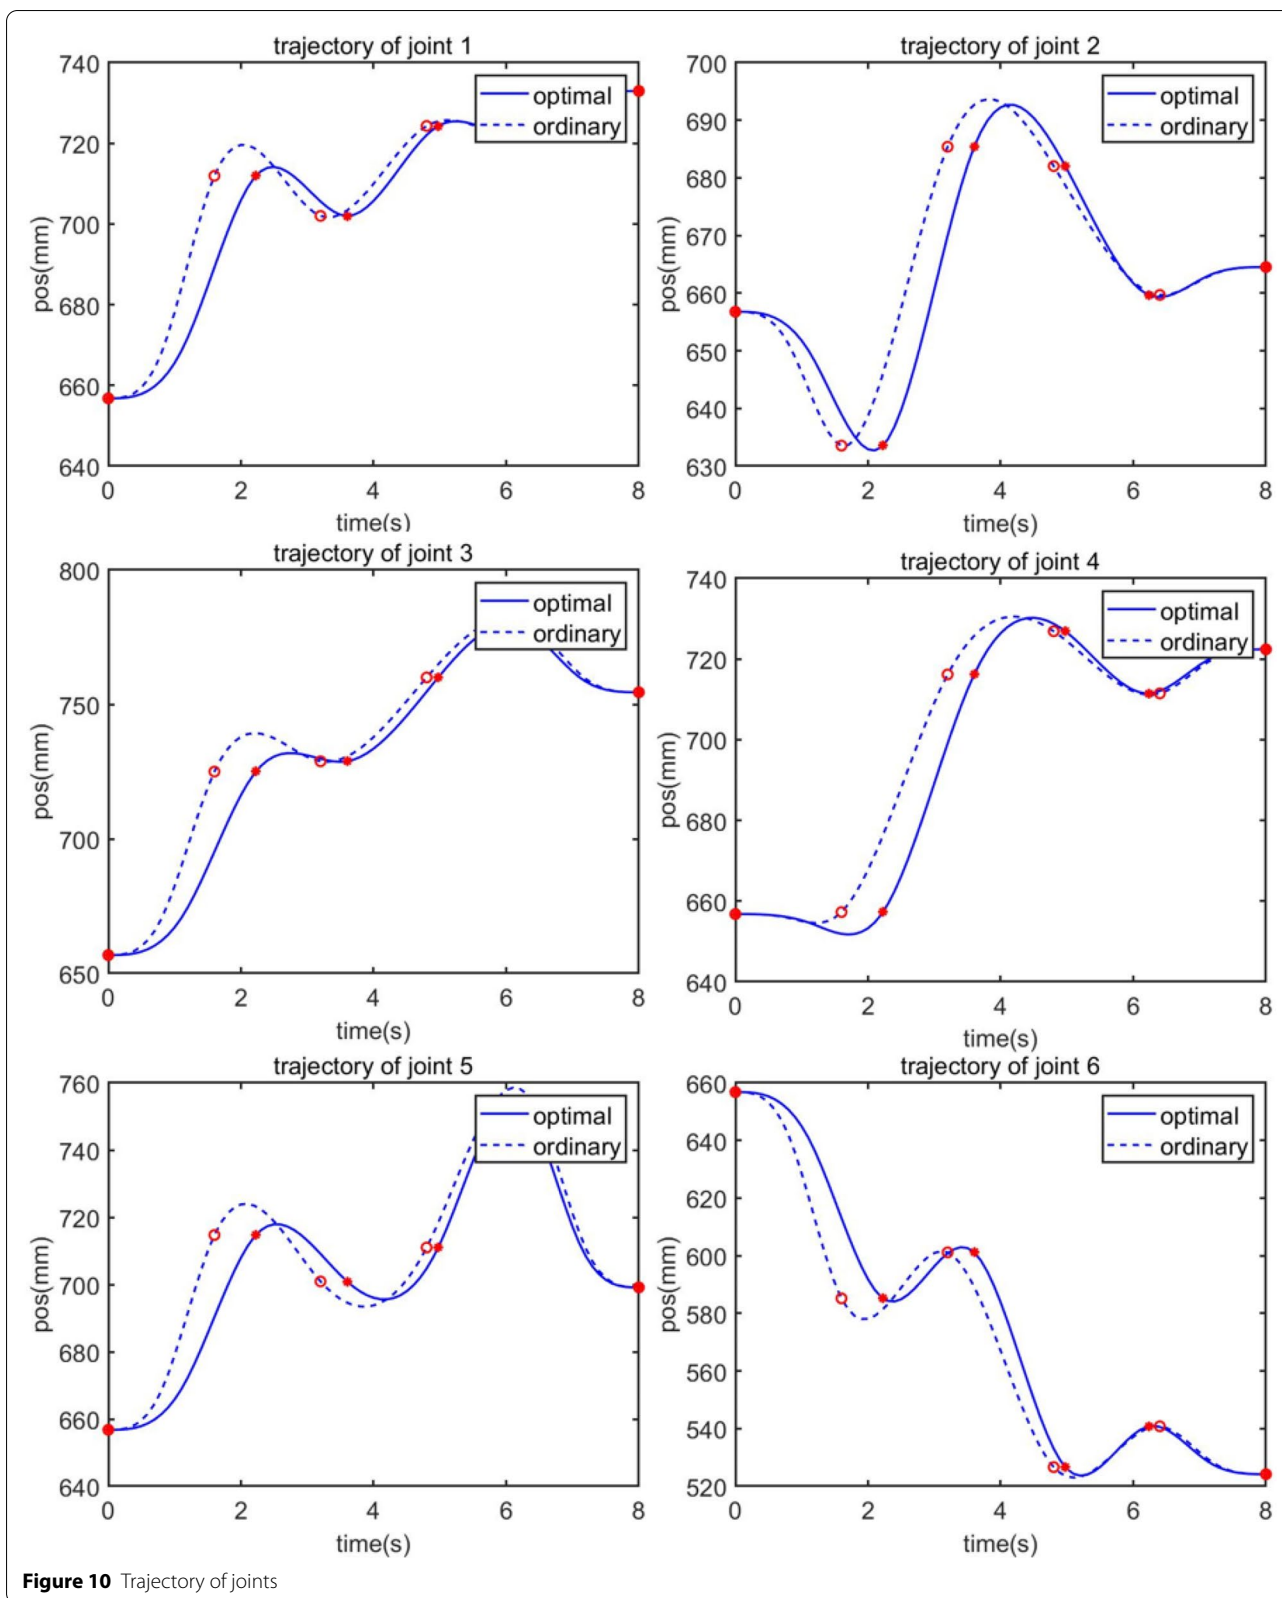 trajectory of joint 1
740
720
700
680
660
640
pos(mm)
optimal
ordinary
0 2 4 6 8
time(s)
trajectory of joint 2
700
690
680
670
660
650
640
630
pos(mm)
optimal
ordinary
0 2 4 6 8
time(s)
trajectory of joint 3
800
750
700
650
pos(mm)
optimal
ordinary
0 2 4 6 8
time(s)
trajectory of joint 4
740
720
700
680
660
640
pos(mm)
optimal
ordinary
0 2 4 6 8
time(s)
trajectory of joint 5
760
740
720
700
680
660
640
pos(mm)
optimal
ordinary
0 2 4 6 8
time(s)
trajectory of joint 6
660
640
620
600
580
560
540
520
pos(mm)
optimal
ordinary
0 2 4 6 8
time(s)
Figure 10 Trajectory of joints